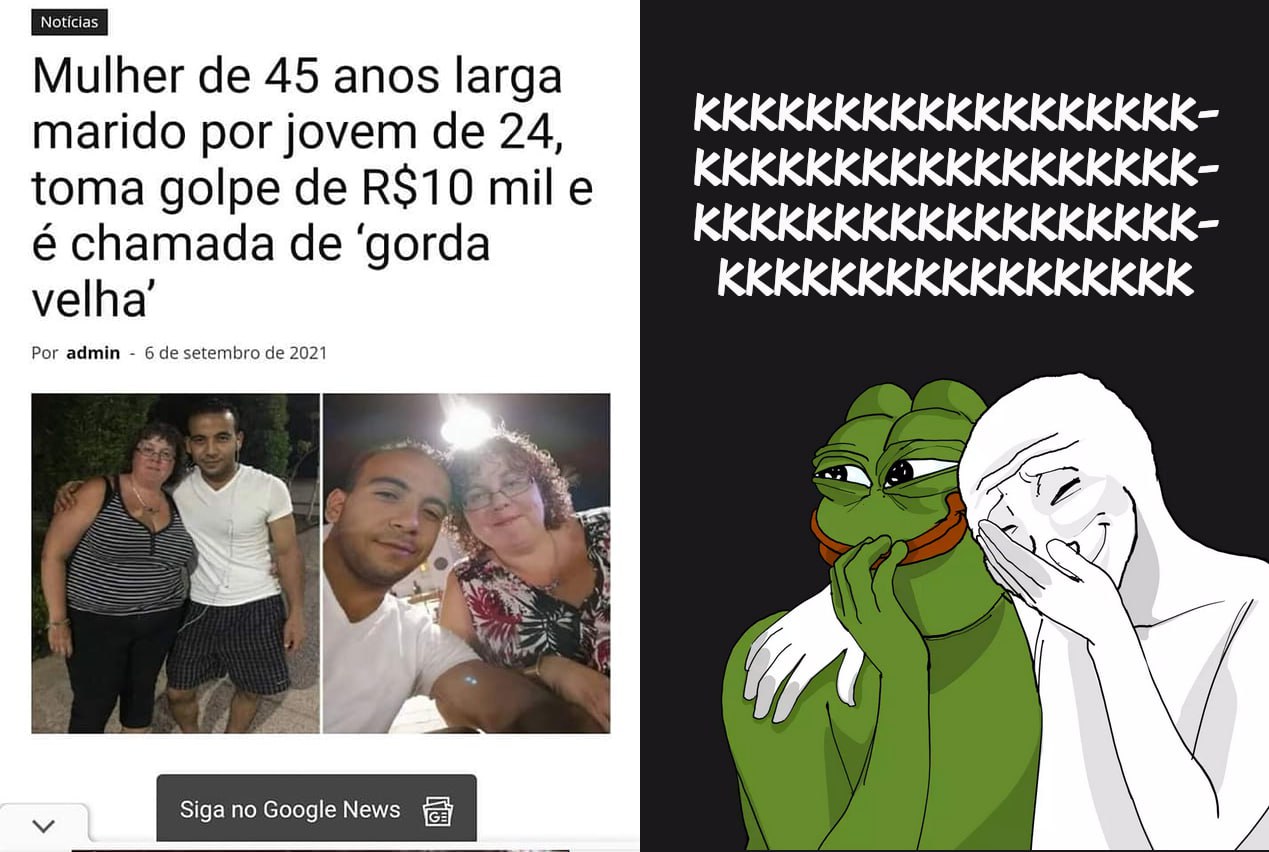 Notícias
Mulher de 45 anos larga
marido por jovem de 24,
toma golpe de R$10 mil e
é chamada de ‘gorda
velha’
Por admin - 6 de setembro de 2021
Siga no Google News
KKKKKKKKKKKKKKKKKK-
KKKKKKKKKKKKKKKKKK-
KKKKKKKKKKKKKKKKKK-
KKKKKKKKKKKKKKKKK